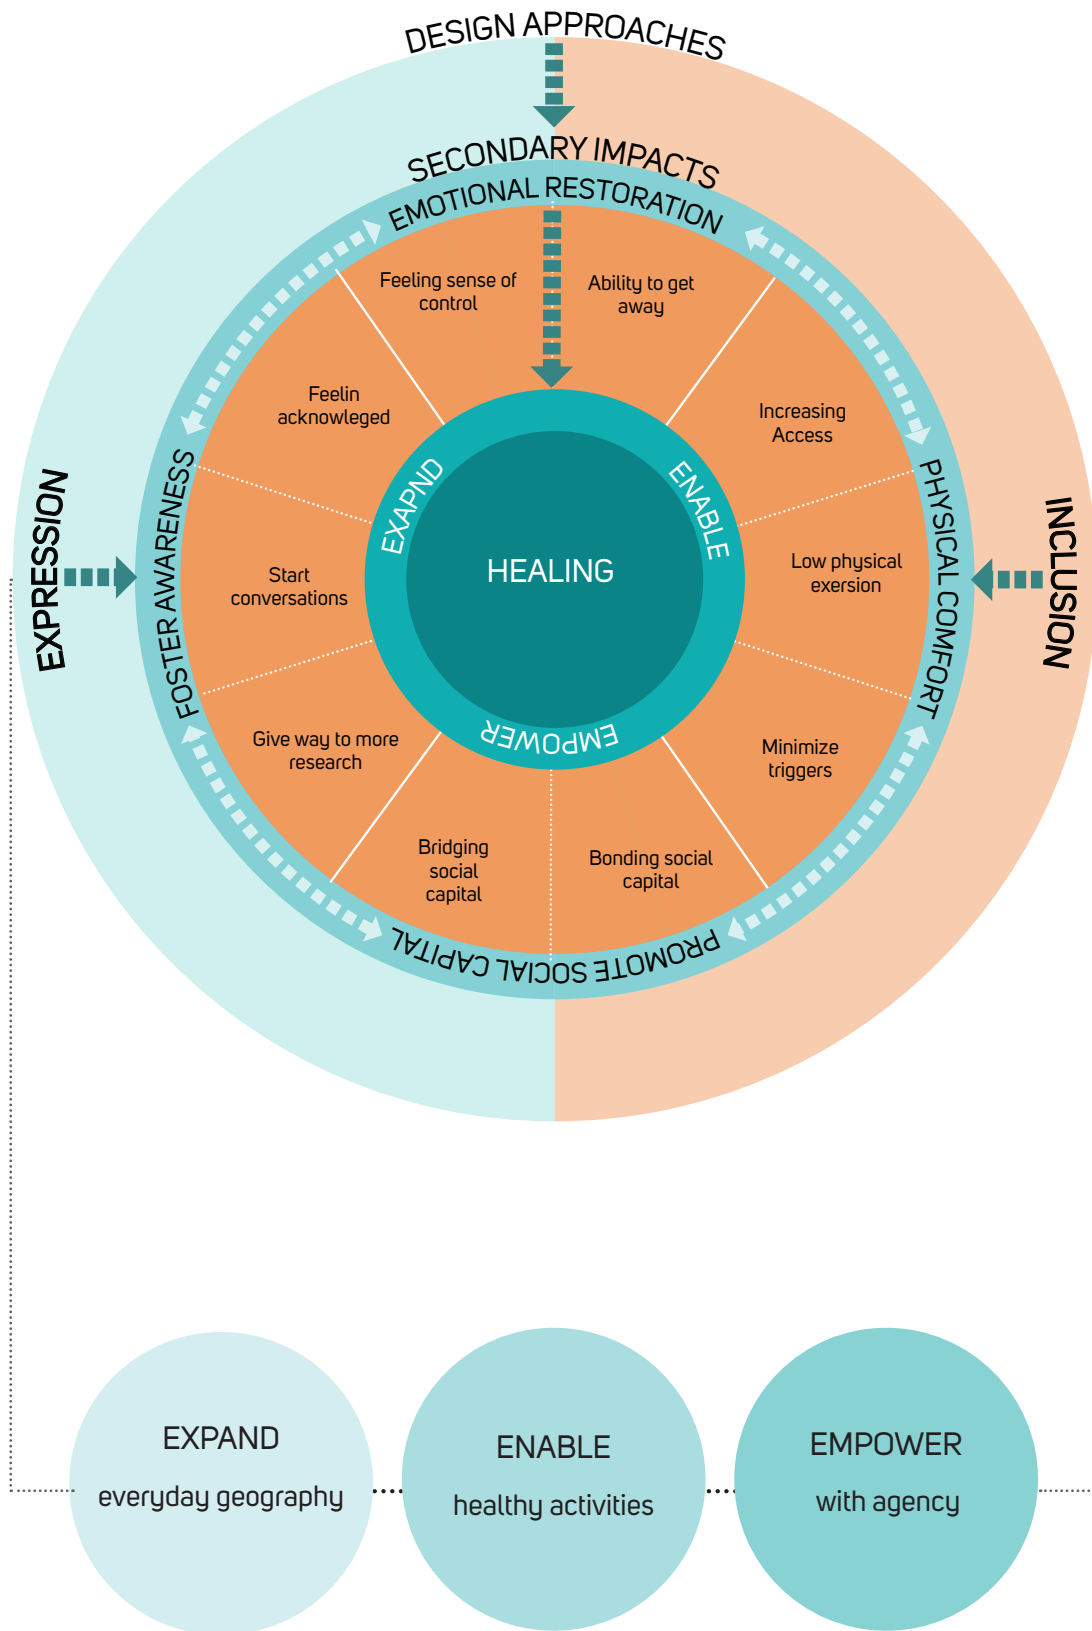 DESIGN APPROACHES
SECONDARY IMPACTS
EMOTIONAL RESTORATION
Feeling sense of
control
Ability to get
away
Feelin
acknowleged
Increasing
Access
EXPRESSION
FOSTER AWARENESS
EXAPND
ENABLE
HEALING
EMPOWER
PHYSICAL COMFORT
INCLUSION
Start
conversations
Low physical
exersion
Give way to more
research
Minimize
triggers
Bridging
social
capital
Bonding social
capital
PROMOTE SOCIAL CAPITAL
EXPAND
everyday geography
ENABLE
healthy activities
EMPOWER
with agency